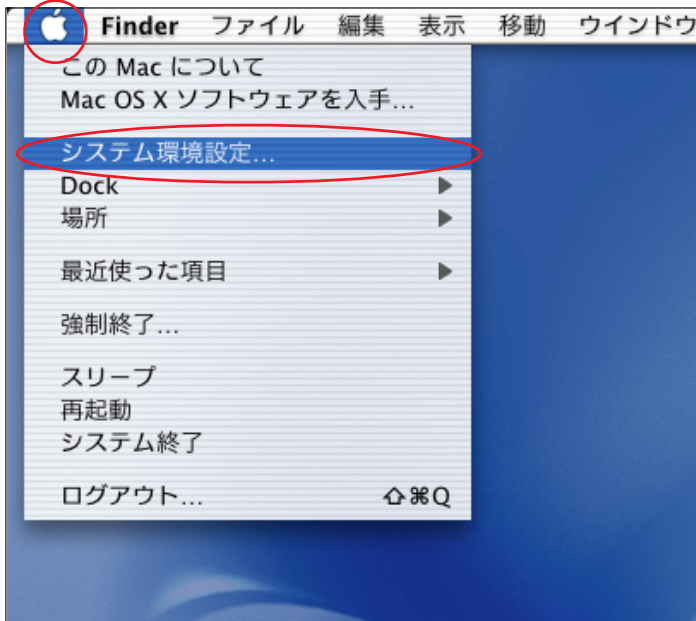 Finder ファイル 編集 表示 移動 ウインドウ
この Mac について
Mac OS X ソフトウェアを入手...
システム環境設定...
Dock
場所
最近使った項目
強制終了...
スリープ
再起動
システム終了
ログアウト... ⇧⌘Q